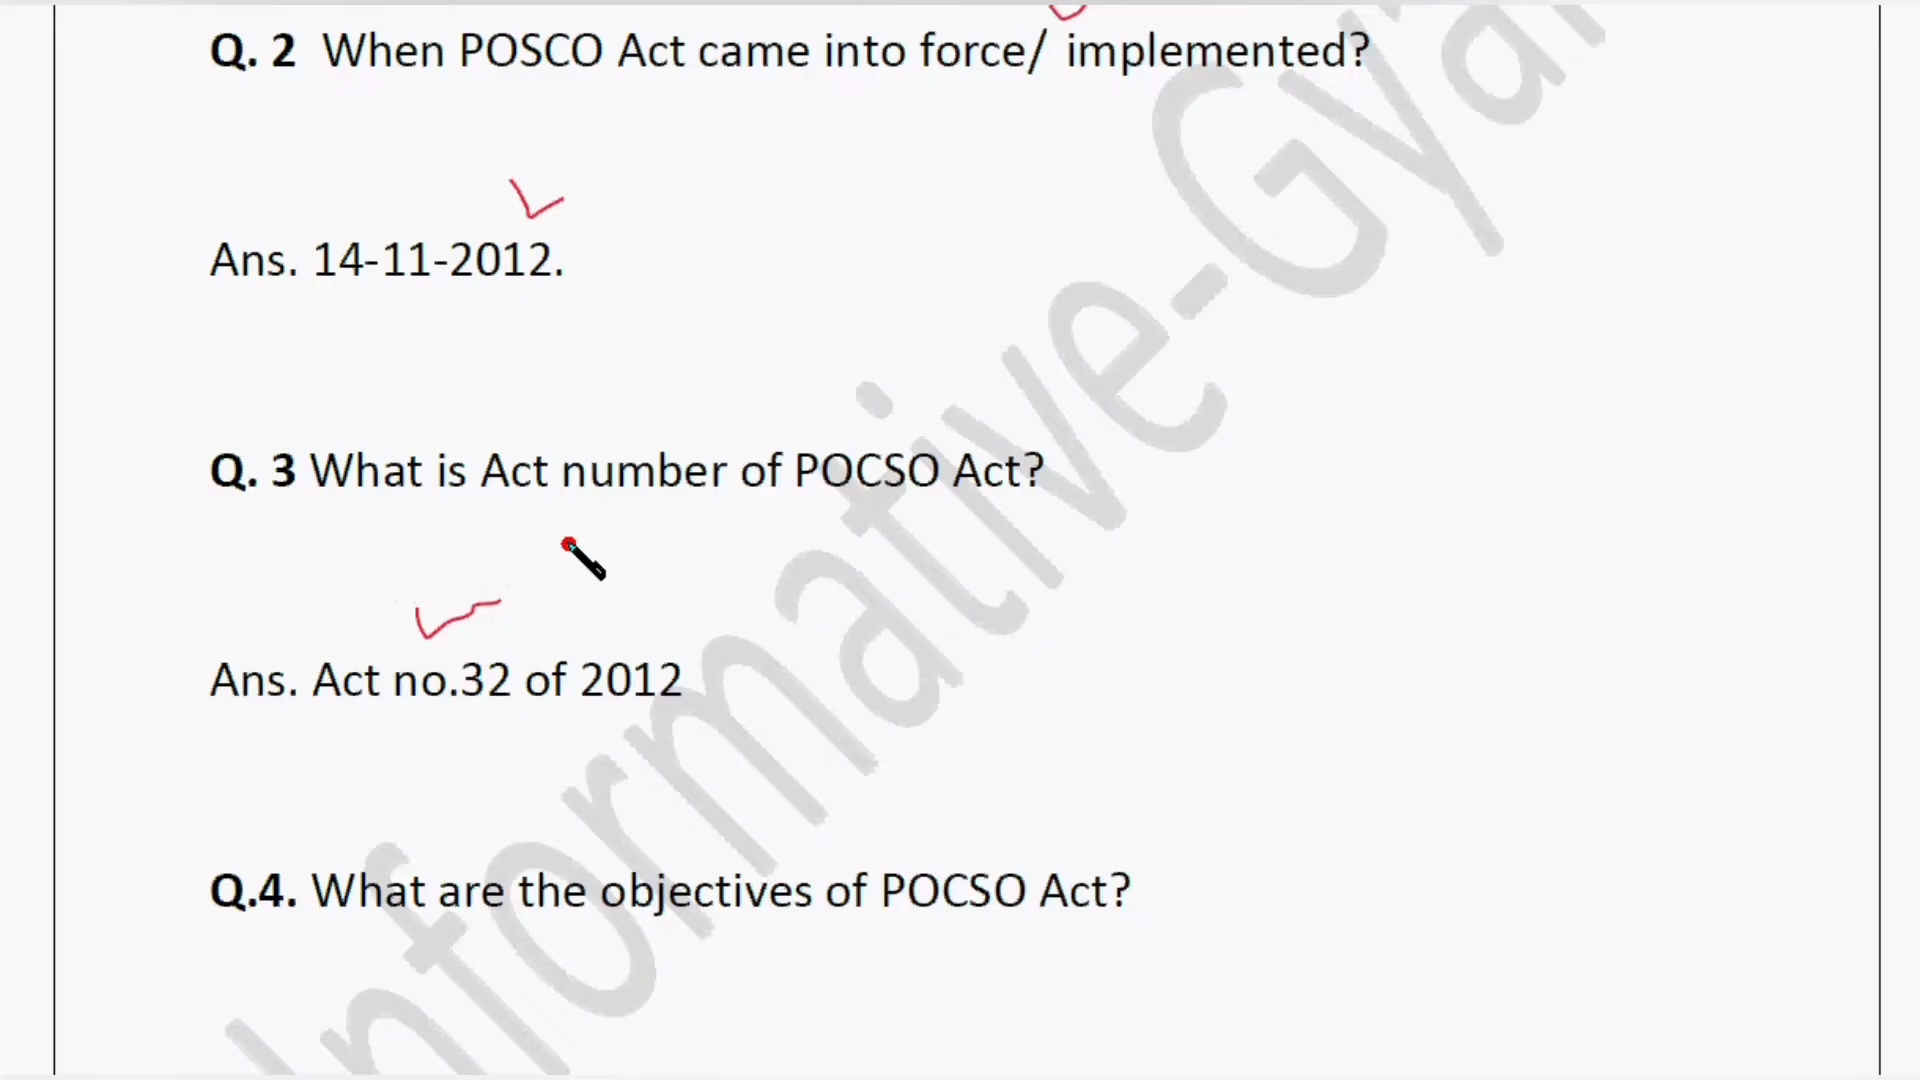 Q. 2 When POSCO Act came into force/ implemented?
Ans. 14-11-2012.
Q. 3 What is Act number of POCSO Act?
Ans. Act no.32 of 2012
Q.4. What are the objectives of POCSO Act?
Informative-Gyan